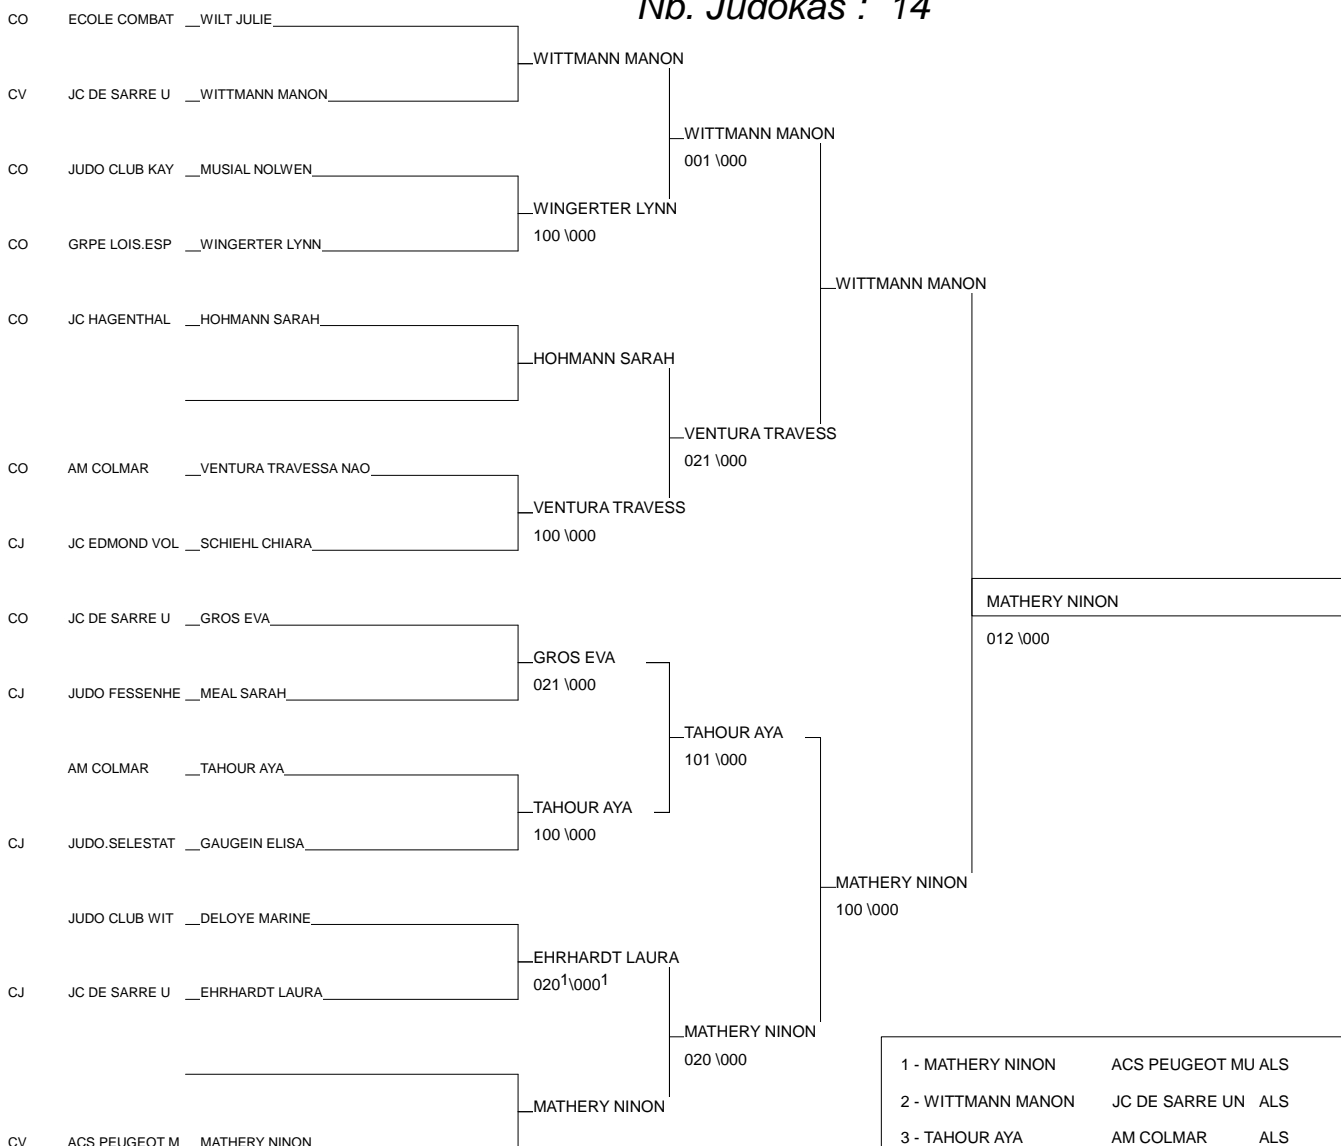 Nb. Judokas : 14
CO ECOLE COMBAT WILT JULIE
WITTMANN MANON
CV JC DE SARRE U WITTMANN MANON
WITTMANN MANON
001 \000
CO JUDO CLUB KAY MUSIAL NOLWEN
WINGERTER LYNN
100 \000
CO GRPE LOIS.ESP WINGERTER LYNN
WITTMANN MANON
CO JC HAGENTHAL HOHMANN SARAH
HOHMANN SARAH
VENTURA TRAVESS
021 \000
CO AM COLMAR VENTURA TRAVESSA NAO
VENTURA TRAVESS
100 \000
CJ JC EDMOND VOL SCHIEHL CHIARA
MATHERY NINON
012 \000
CO JC DE SARRE U GROS EVA
GROS EVA
021 \000
CJ JUDO FESSENHE MEAL SARAH
TAHOUR AYA
101 \000
AM COLMAR TAHOUR AYA
TAHOUR AYA
100 \000
CJ JUDO.SELESTAT GAUGEIN ELISA
MATHERY NINON
100 \000
JUDO CLUB WIT DELOYE MARINE
EHRHARDT LAURA
020¹\000¹
CJ JC DE SARRE U EHRHARDT LAURA
MATHERY NINON
020 \000
MATHERY NINON
CV ACS PEUGEOT M MATHERY NINON
1 - MATHERY NINON ACS PEUGEOT MU ALS
2 - WITTMANN MANON JC DE SARRE UN ALS
3 - TAHOUR AYA AM COLMAR ALS